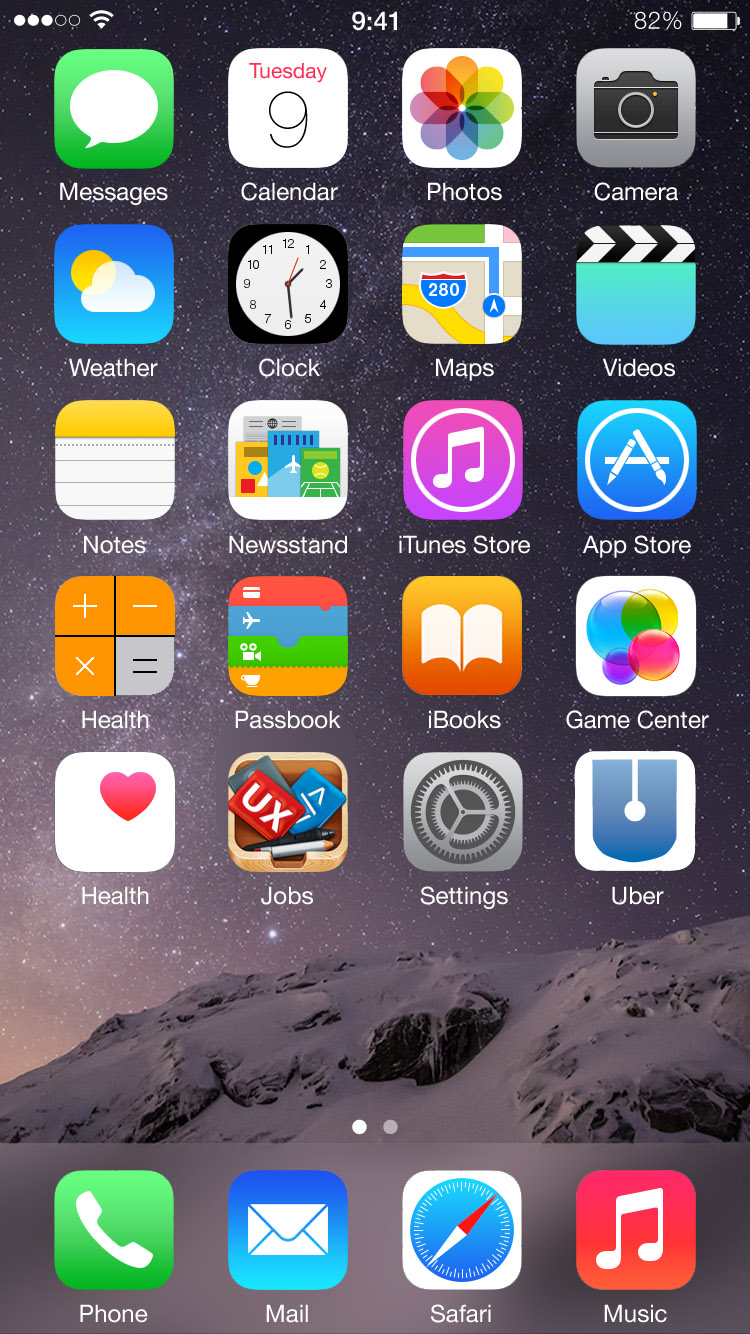 9:41
82%
Tuesday
9
Messages
Calendar
Photos
Camera
12
11
1
10
2
9
3
8
4
7
5
6
280
Weather
Clock
Maps
Videos
Notes
Newsstand
iTunes Store
App Store
Health
Passbook
iBooks
Game Center
UX
</>
Health
Jobs
Settings
Uber
Phone
Mail
Safari
Music